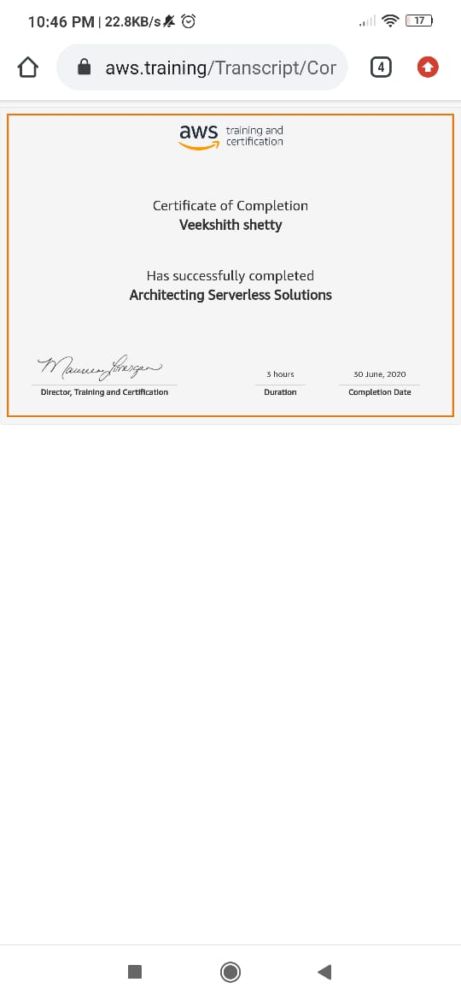 10:46 PM | 22.8KB/s
17
aws.training/Transcript/Cor
4
aws training and
certification
Certificate of Completion
Veekshith shetty
Has successfully completed
Architecting Serverless Solutions
3 hours
30 June, 2020
Director, Training and Certification
Duration
Completion Date